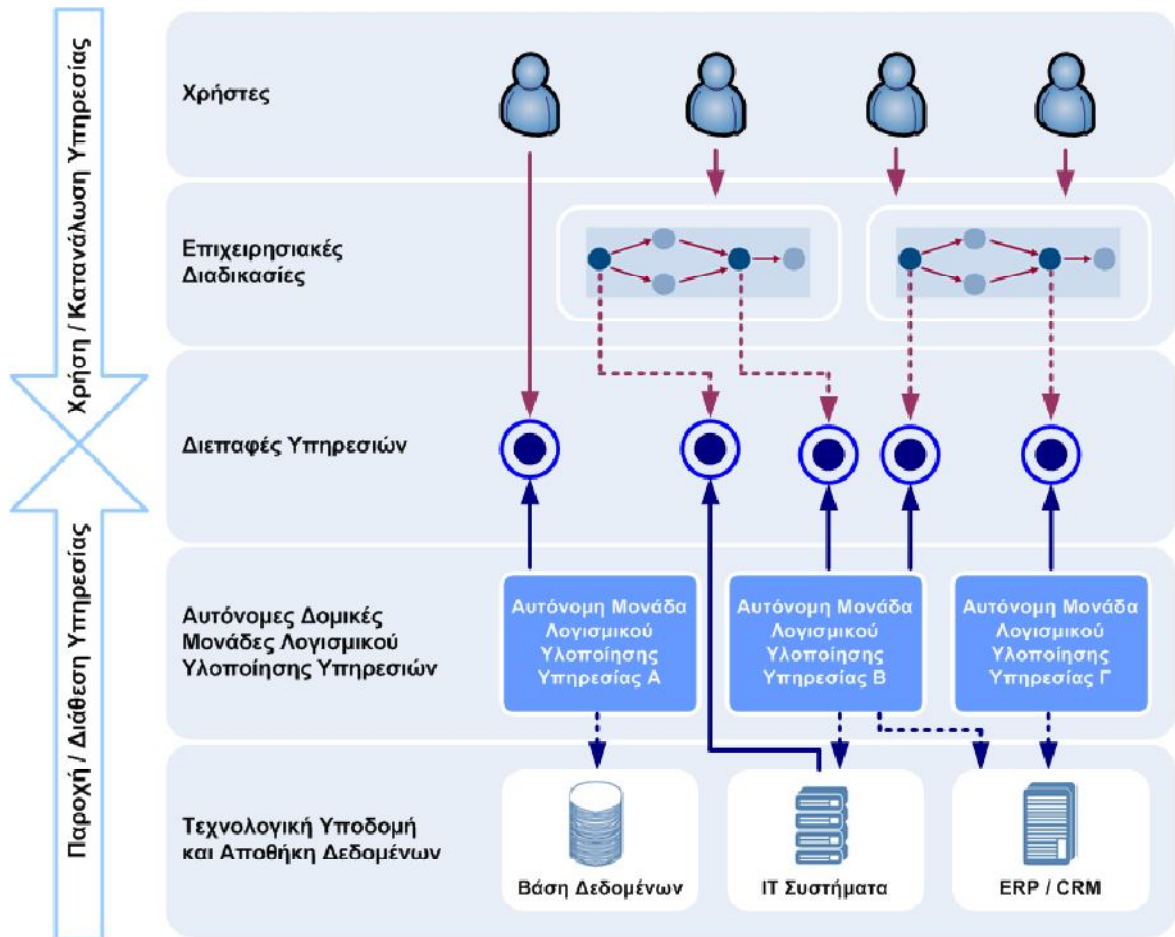 Χρήση / Κατανάλωση Υπηρεσίας
Παροχή / Διάθεση Υπηρεσίας
Χρήστες
Επιχειρησιακές
Διαδικασίες
Διεπαφές Υπηρεσιών
Αυτόνομες Δομικές
Μονάδες Λογισμικού
Υλοποίησης Υπηρεσιών
Αυτόνομη Μονάδα
Λογισμικού
Υλοποίησης
Υπηρεσίας Α
Αυτόνομη Μονάδα
Λογισμικού
Υλοποίησης
Υπηρεσίας Β
Αυτόνομη Μονάδα
Λογισμικού
Υλοποίησης
Υπηρεσίας Γ
Τεχνολογική Υποδομή
και Αποθήκη Δεδομένων
Βάση Δεδομένων
IT Συστήματα
ERP / CRM